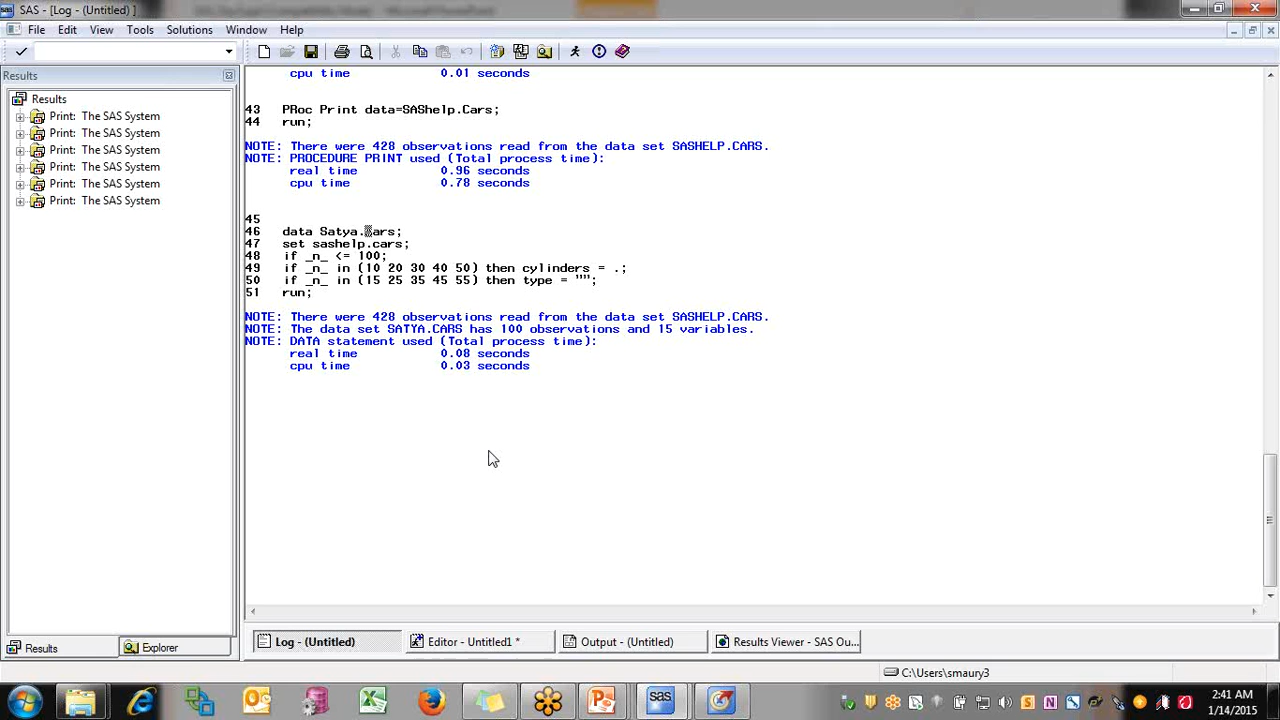 SAS - [Log - (Untitled) ]
File Edit View Tools Solutions Window Help
Results
Results
Print: The SAS System
Print: The SAS System
Print: The SAS System
Print: The SAS System
Print: The SAS System
Print: The SAS System
cpu time 0.01 seconds
43 PRoc Print data=SAShelp.Cars;
44 run;
NOTE: There were 428 observations read from the data set SASHELP.CARS.
NOTE: PROCEDURE PRINT used (Total process time):
real time 0.96 seconds
cpu time 0.78 seconds
45
46 data Satya.Cars;
47 set sashelp.cars;
48 if _n_ <= 100;
49 if _n_ in (10 20 30 40 50) then cylinders = .;
50 if _n_ in (15 25 35 45 55) then type = "";
51 run;
NOTE: There were 428 observations read from the data set SASHELP.CARS.
NOTE: The data set SATYA.CARS has 100 observations and 15 variables.
NOTE: DATA statement used (Total process time):
real time 0.08 seconds
cpu time 0.03 seconds
Results Explorer
Log - (Untitled) Editor - Untitled1 * Output - (Untitled) Results Viewer - SAS Ou...
C:\Users\smaury3
sas
2:41 AM
1/14/2015